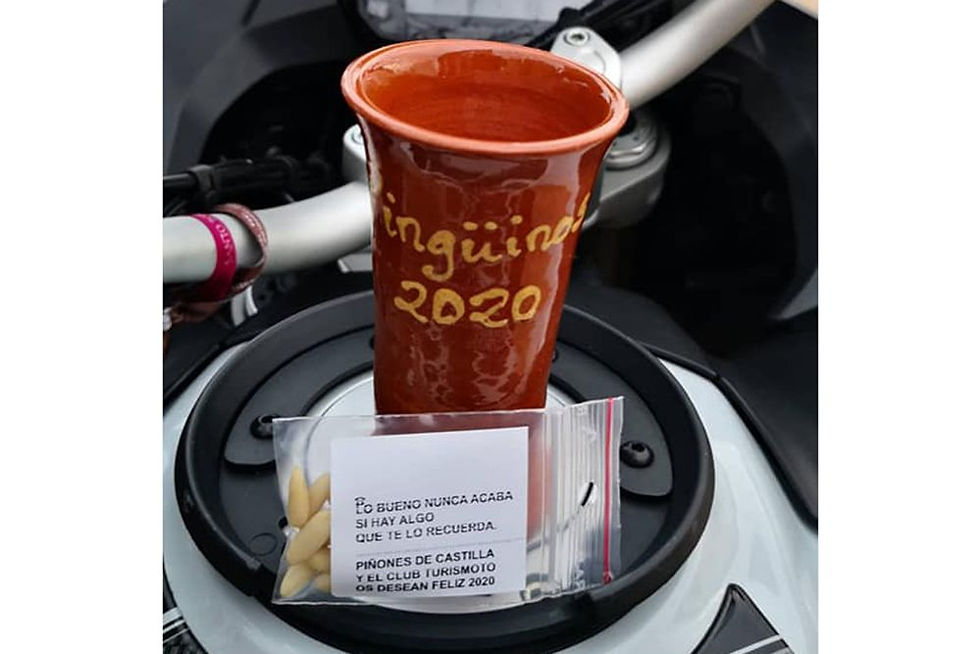 Pingüinos
2020
LO BUENO NUNCA ACABA
SI HAY ALGO
QUE TE LO RECUERDA.
PIÑONES DE CASTILLA
Y EL CLUB TURISMOTO
OS DESEAN FELIZ 2020